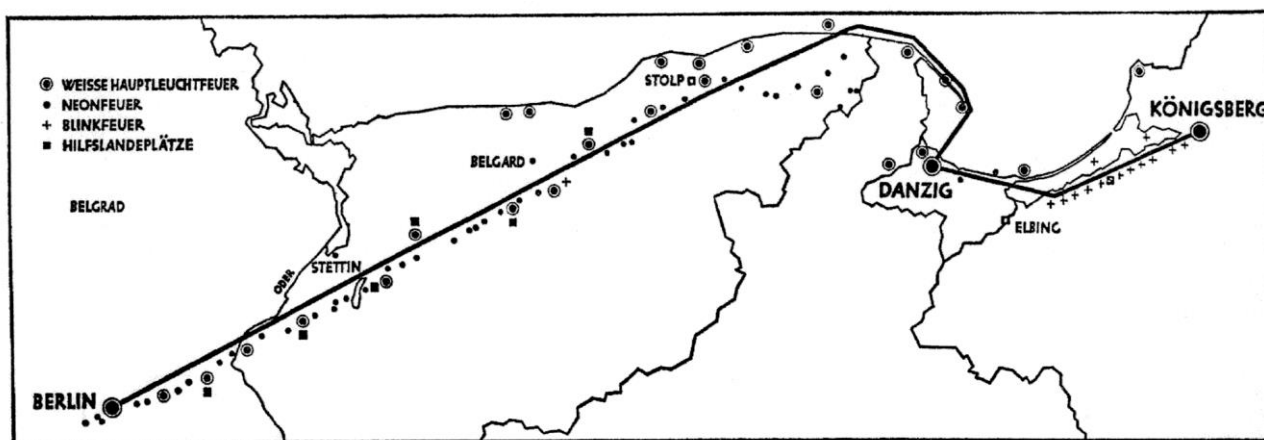 WEISSE HAUPTLEUCHTFEUER
NEONFEUER
BLINKFEUER
HILFSLANDEPLÄTZE
STOLP
KÖNIGSBERG
BELGARD
DANZIG
BELGRAD
ELBING
STETTIN
ODER
BERLIN